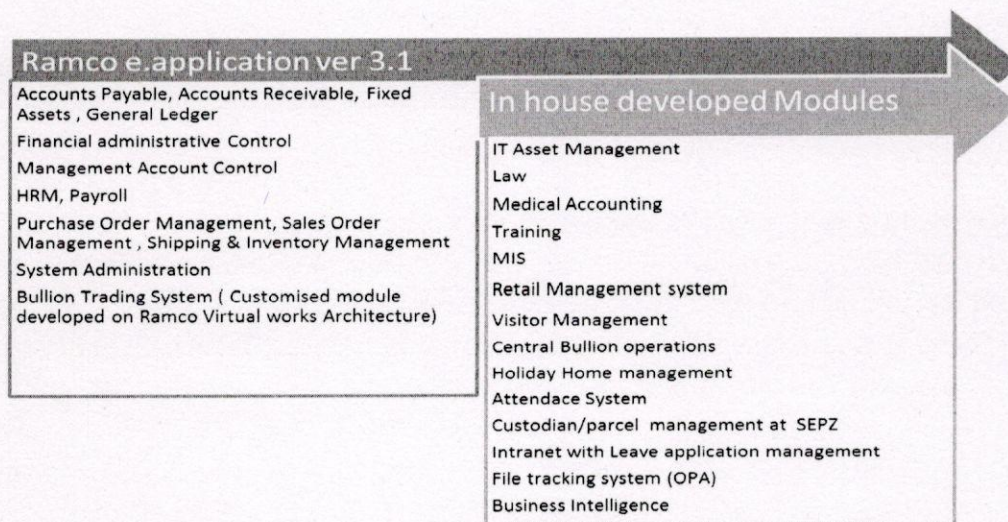 Ramco e.application ver 3.1
Accounts Payable, Accounts Receivable, Fixed
Assets , General Ledger
Financial administrative Control
Management Account Control
HRM, Payroll
Purchase Order Management, Sales Order
Management , Shipping & Inventory Management
System Administration
Bullion Trading System ( Customised module
developed on Ramco Virtual works Architecture)
In house developed Modules
IT Asset Management
Law
Medical Accounting
Training
MIS
Retail Management system
Visitor Management
Central Bullion operations
Holiday Home management
Attendace System
Custodian/parcel management at SEPZ
Intranet with Leave application management
File tracking system (OPA)
Business Intelligence